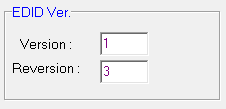 EDID Ver.
Version : 1
Reversion : 3